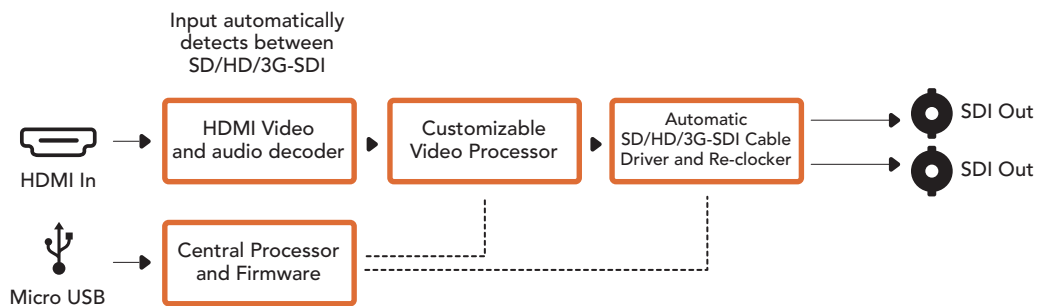 Input automatically
detects between
SD/HD/3G-SDI
HDMI In
HDMI Video
and audio decoder
Customizable
Video Processor
Automatic
SD/HD/3G-SDI Cable
Driver and Re-clocker
SDI Out
SDI Out
Micro USB
Central Processor
and Firmware